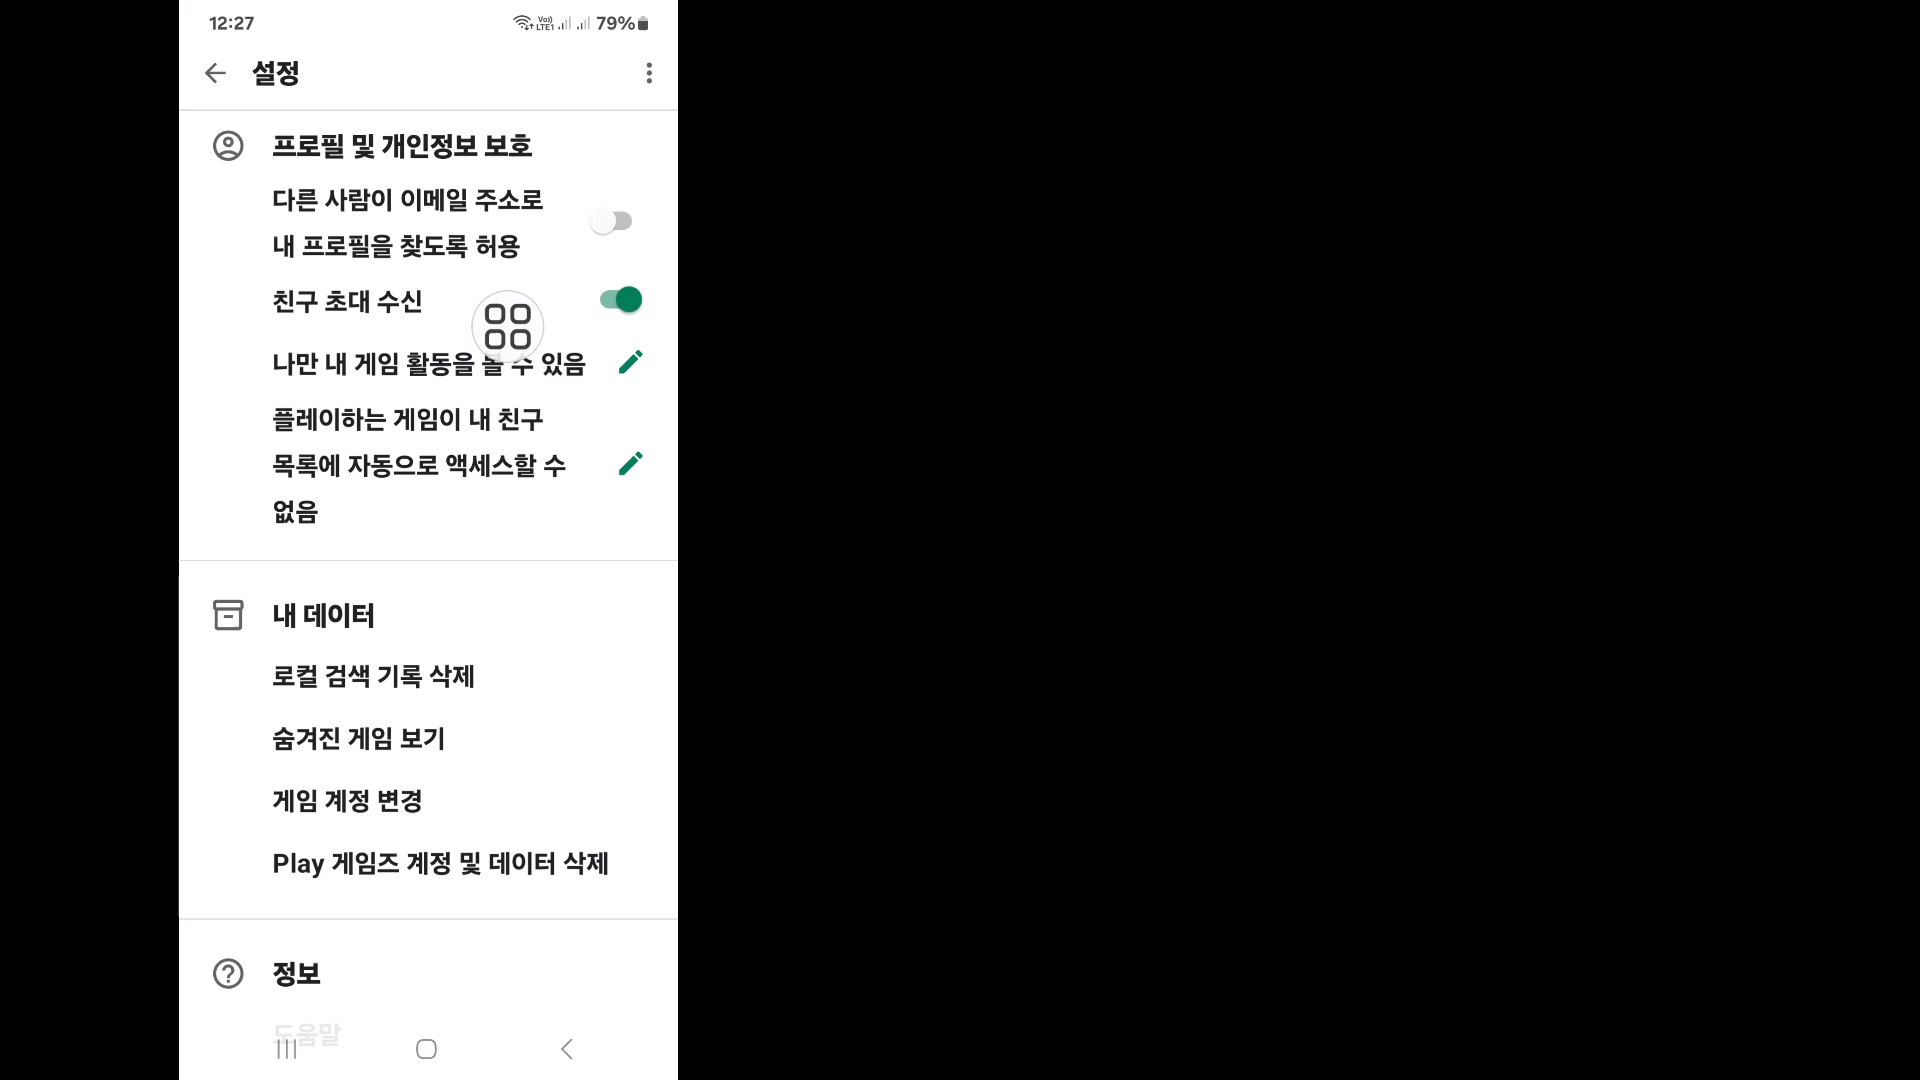 12:27
Vo)) LTE1 79%
설정
프로필 및 개인정보 보호
다른 사람이 이메일 주소로
내 프로필을 찾도록 허용
친구 초대 수신
나만 내 게임 활동을 볼 수 있음
플레이하는 게임이 내 친구
목록에 자동으로 액세스할 수
없음
내 데이터
로컬 검색 기록 삭제
숨겨진 게임 보기
게임 계정 변경
Play 게임즈 계정 및 데이터 삭제
정보
도움말